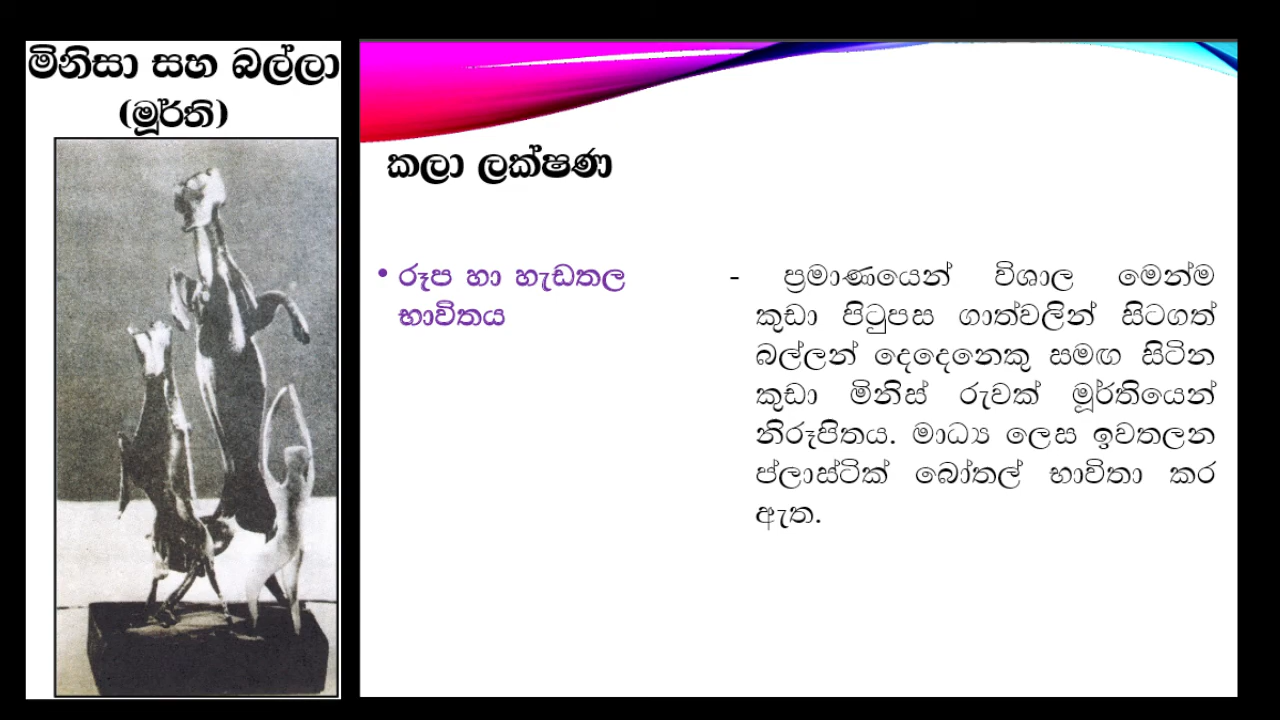 මිනිසා සහ බල්ලා
(මූර්ති)
කලා ලක්ෂණ
• රූප හා හැඩතල
භාවිතය
- ප්‍රමාණයෙන් විශාල මෙන්ම
කුඩා පිටුපස ගාත්වලින් සිටගත්
බල්ලන් දෙදෙනෙකු සමඟ සිටින
කුඩා මිනිස් රුවක් මූර්තියෙන්
නිරූපිතය. මාධ්‍ය ලෙස ඉවතලන
ප්ලාස්ටික් බෝතල් භාවිතා කර
ඇත.